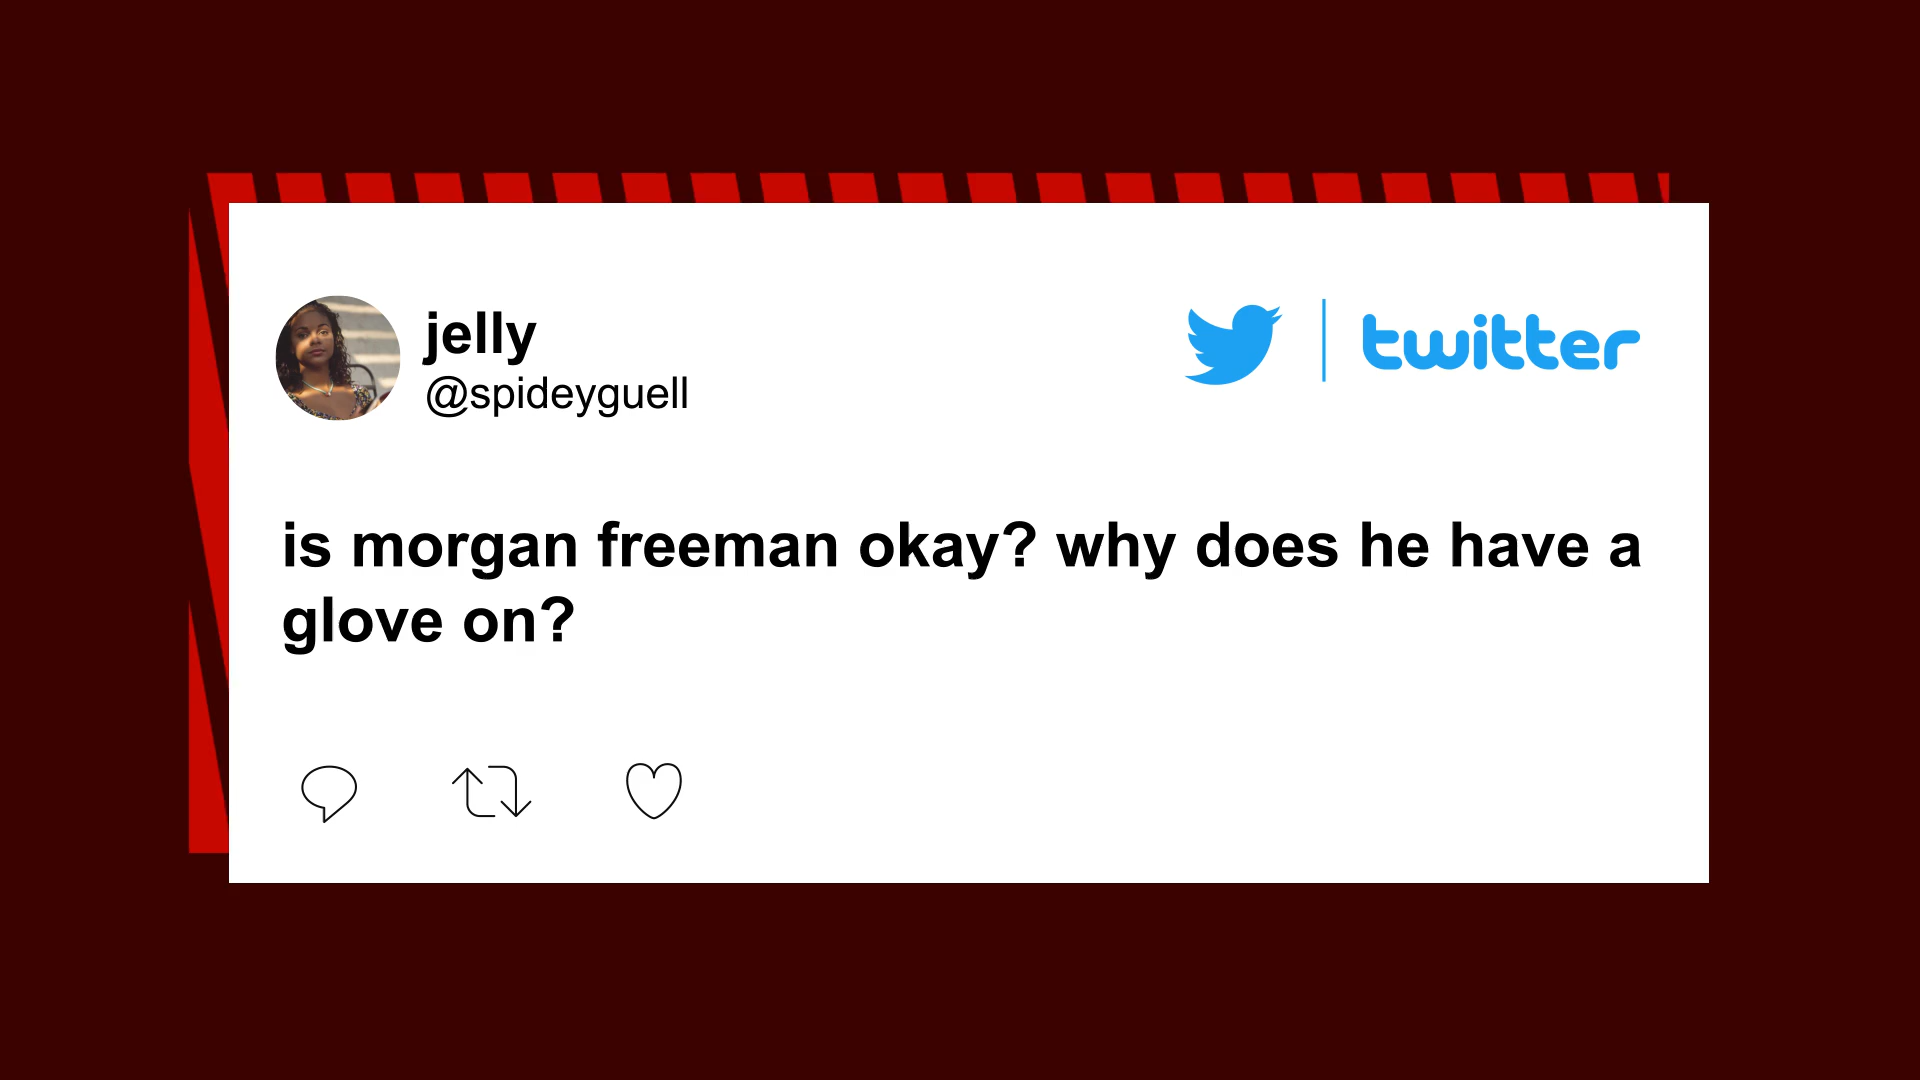 jelly
@spideyguell
twitter
is morgan freeman okay? why does he have a
glove on?